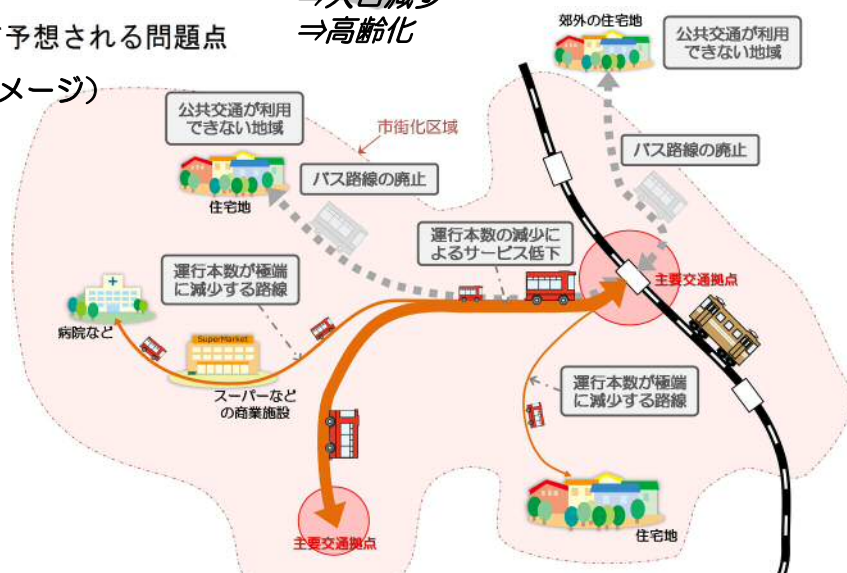 ⇒人口減少
予想される問題点
⇒高齢化
メージ）
郊外の住宅地
公共交通が利用
できない地域
公共交通が利用
できない地域
市街化区域
バス路線の廃止
バス路線の廃止
住宅地
運行本数の減少に
よるサービス低下
運行本数が極端
に減少する路線
主要交通拠点
病院など
SuperMarket
スーパーなど
の商業施設
運行本数が極端
に減少する路線
住宅地
主要交通拠点